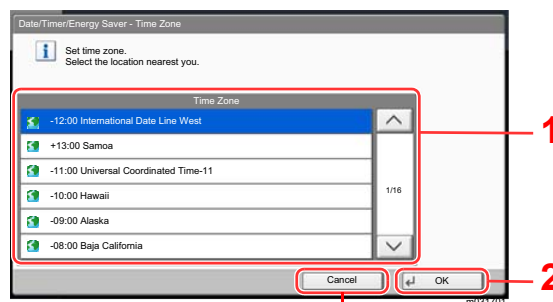 Date/Timer/Energy Saver - Time Zone
Set time zone.
Select the location nearest you.
Time Zone
-12:00 International Date Line West
+13:00 Samoa
-11:00 Universal Coordinated Time-11
-10:00 Hawaii
-09:00 Alaska
-08:00 Baja California
1/16
1
Cancel
OK
2